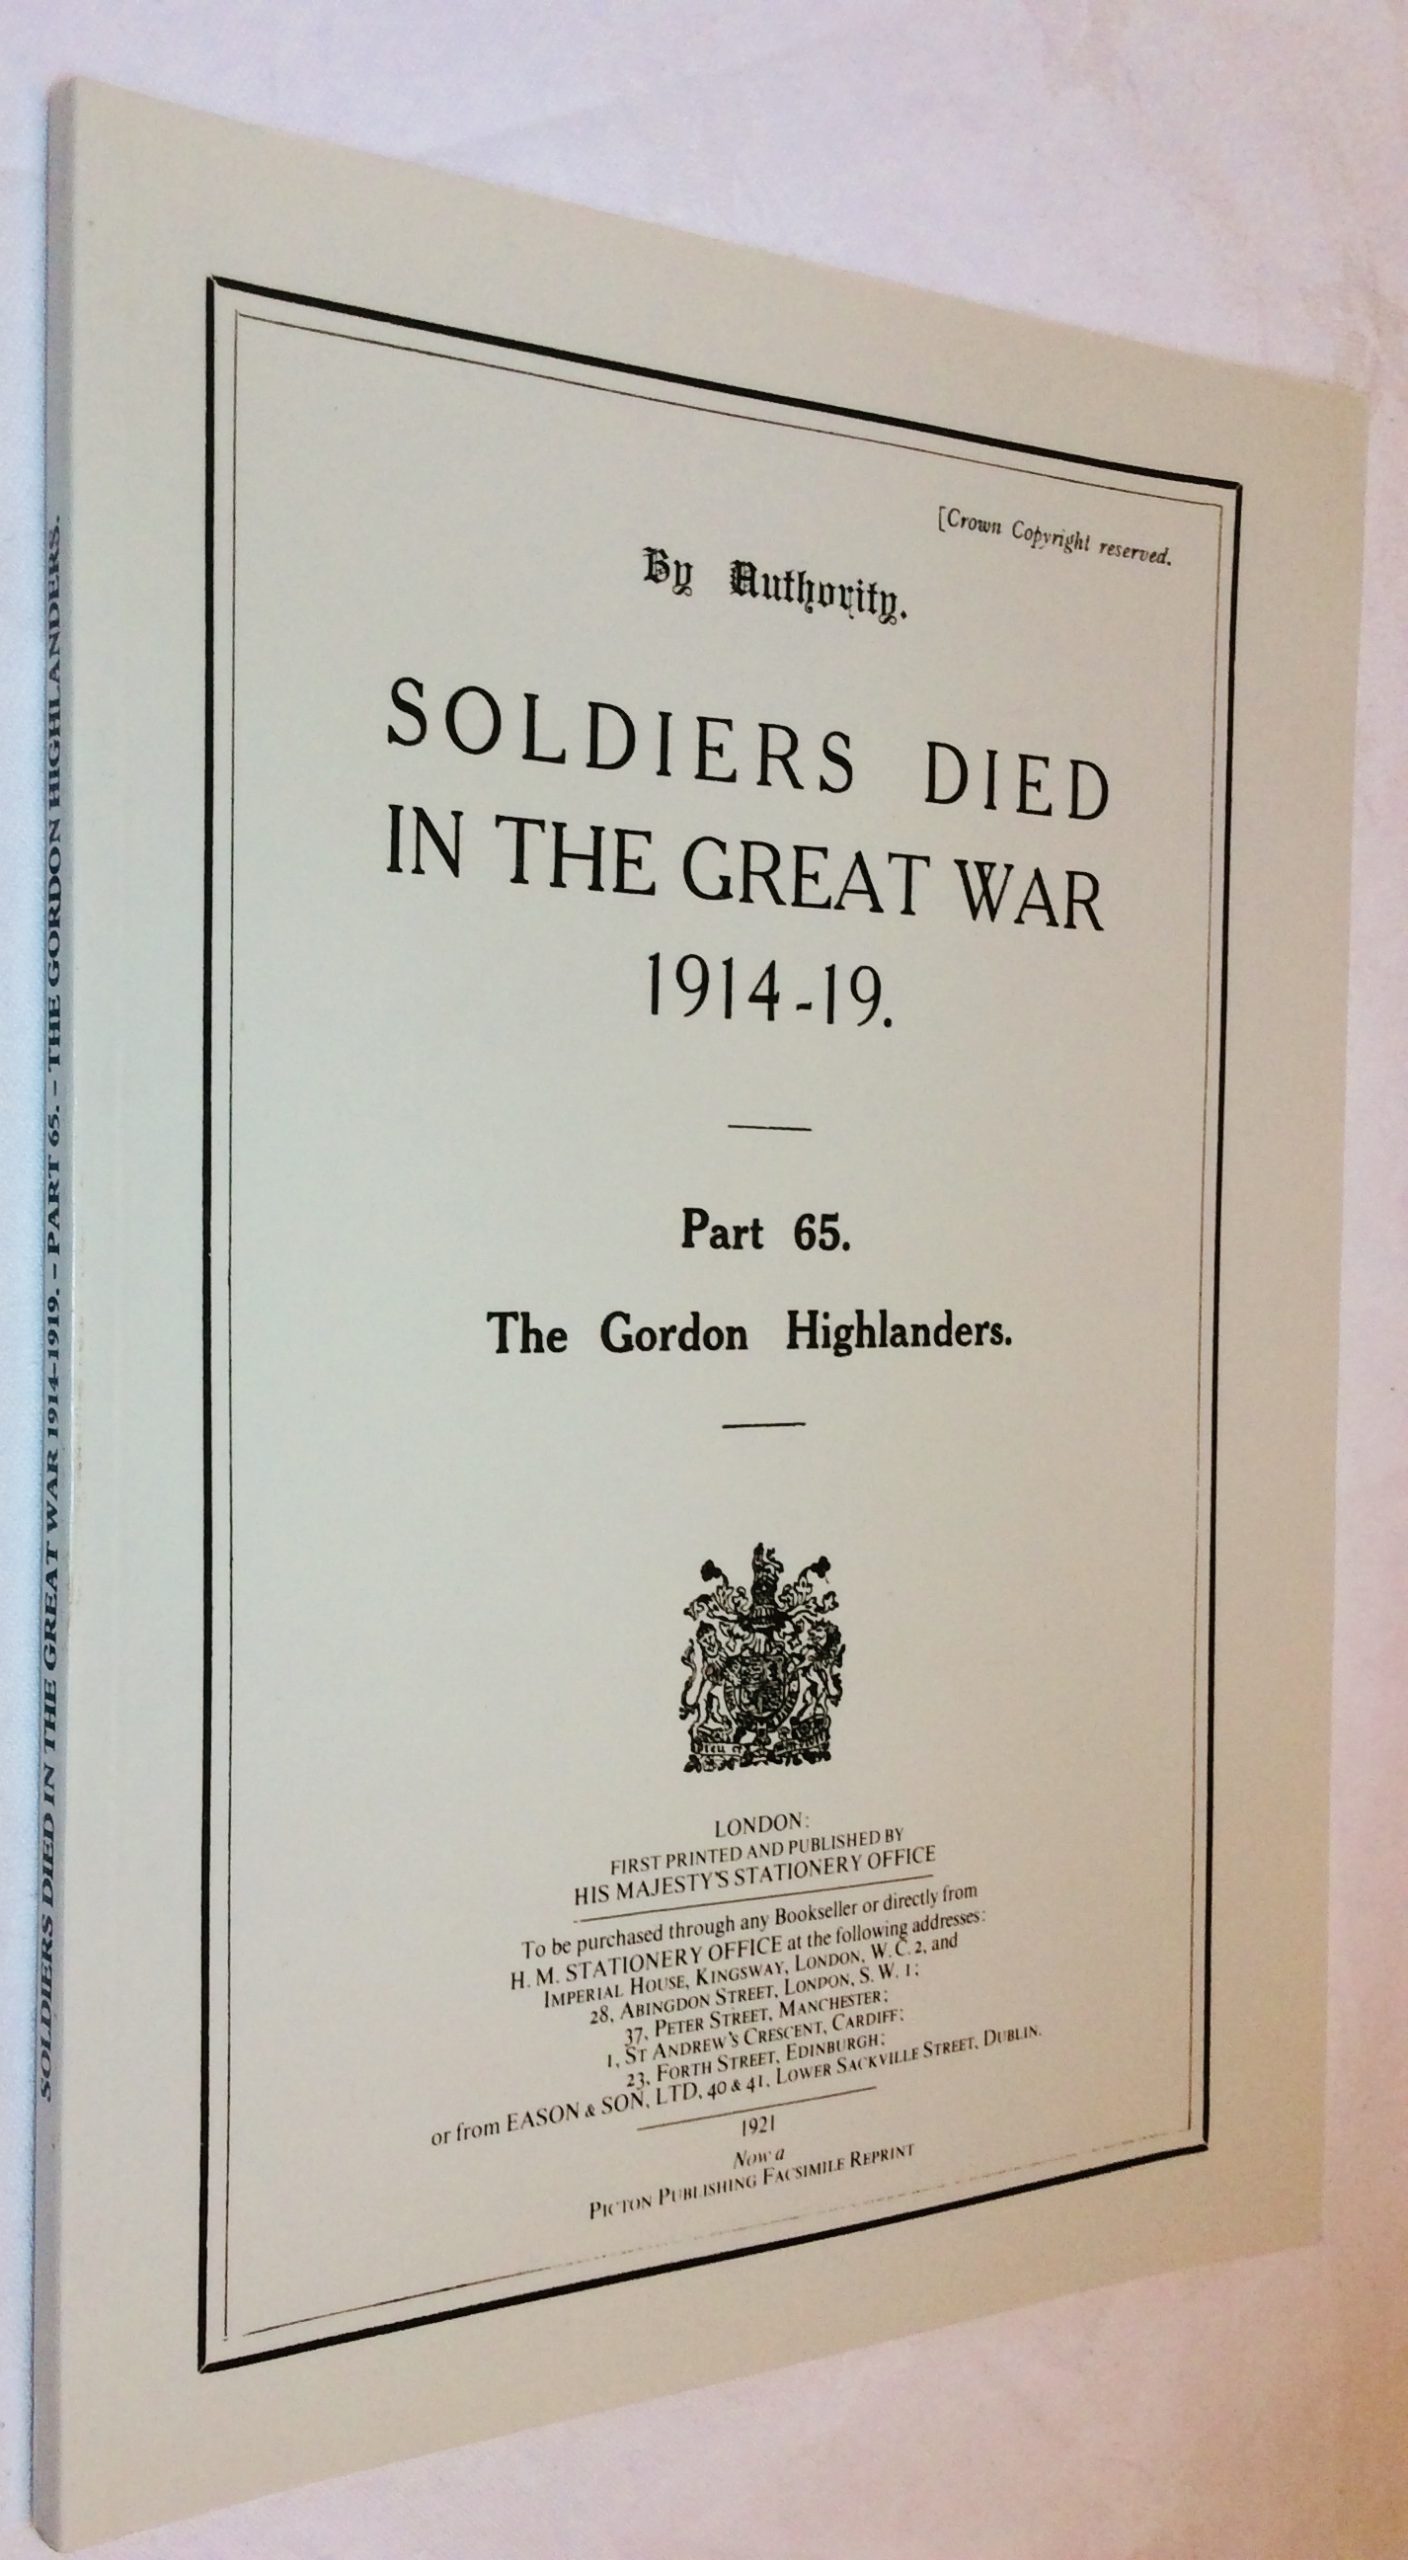 SOLDIERS DIED IN THE GREAT WAR 1914-1919. – PART 65. – THE GORDON HIGHLANDERS.
[Crown Copyright reserved.
By Authority.
SOLDIERS DIED
IN THE GREAT WAR
1914-19.
Part 65.
The Gordon Highlanders.
LONDON:
FIRST PRINTED AND PUBLISHED BY
HIS MAJESTY'S STATIONERY OFFICE
To be purchased through any Bookseller or directly from
H. M. STATIONERY OFFICE at the following addresses:
IMPERIAL HOUSE, KINGSWAY, LONDON, W. C. 2, and
28, ABINGDON STREET, LONDON, S. W. 1;
37, PETER STREET, MANCHESTER;
1, ST ANDREW'S CRESCENT, CARDIFF;
23, FORTH STREET, EDINBURGH;
or from EASON & SON, LTD, 40 & 41, LOWER SACKVILLE STREET, DUBLIN.
1921
Now a
PICTON PUBLISHING FACSIMILE REPRINT